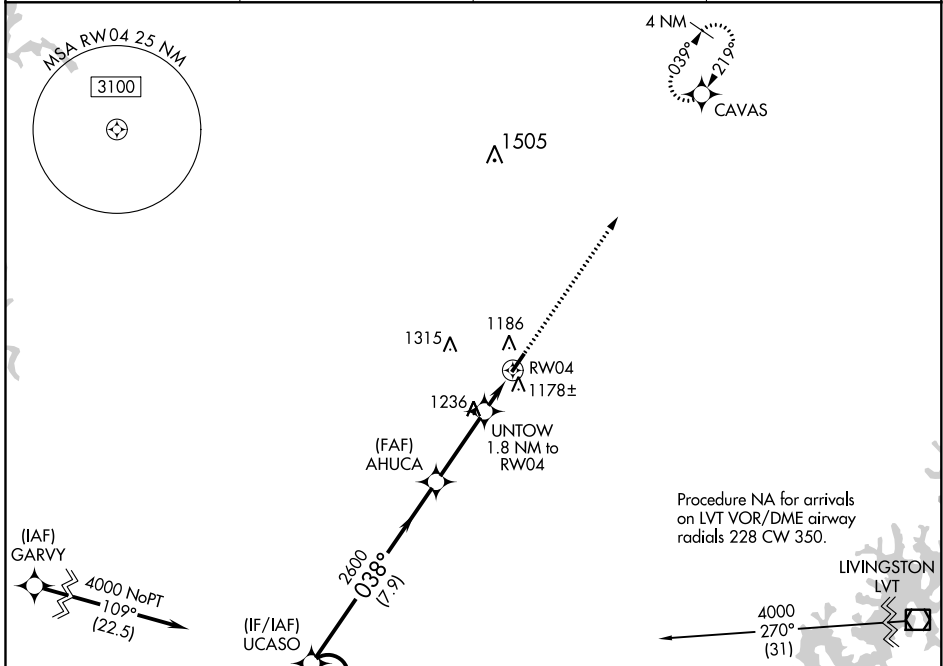 MSA RW04 25 NM
3100
4 NM
039°
219°
CAVAS
1505
1315
1186
RW04
1178±
1236
UNTOW
1.8 NM to
RW04
(FAF)
AHUCA
Procedure NA for arrivals
on LVT VOR/DME airway
radials 228 CW 350.
(IAF)
GARVY
4000 NoPT
109°
(22.5)
2600
038°
(7.9)
(IF/IAF)
UCASO
LIVINGSTON
LVT
4000
270°
(31)